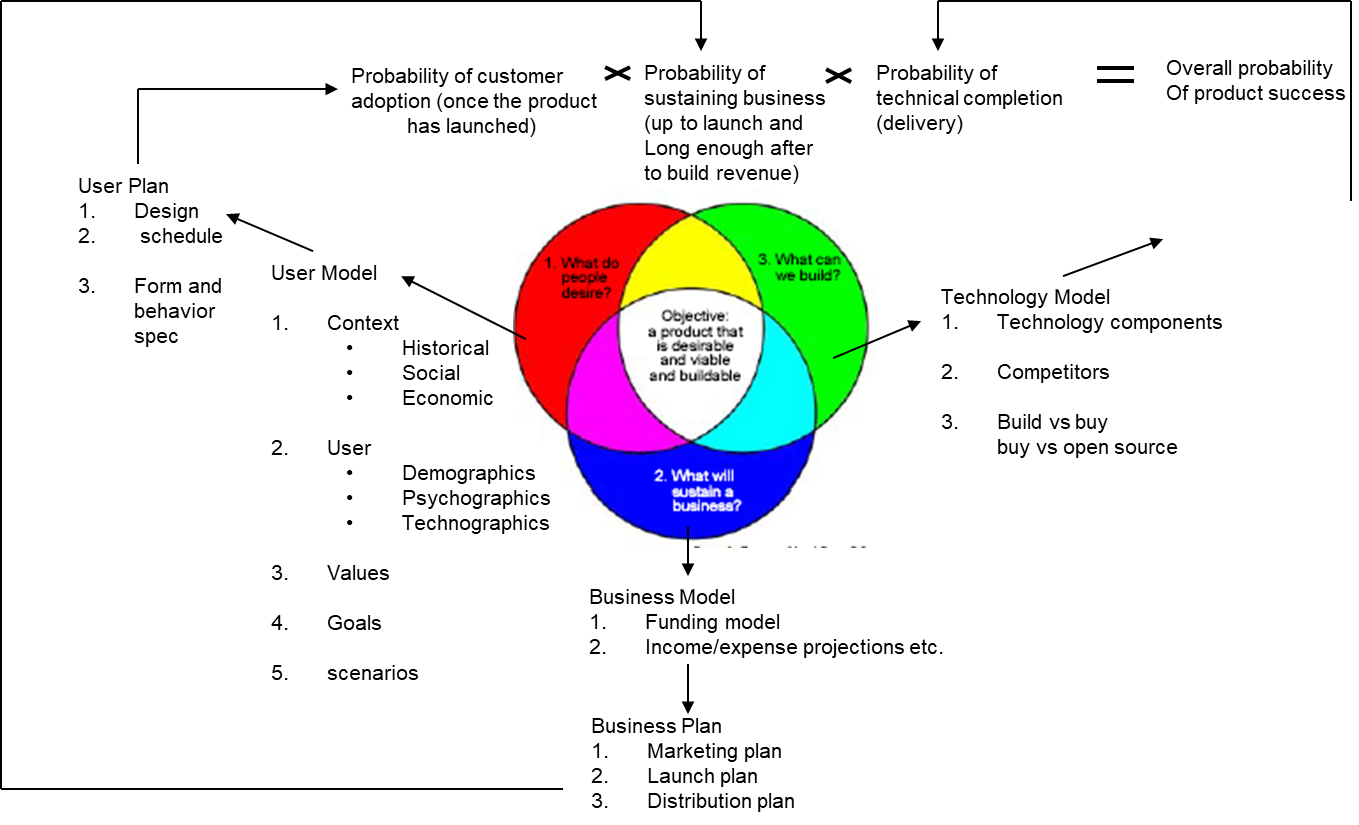 Probability of customer
adoption (once the product
has launched)
Probability of
sustaining business
(up to launch and
Long enough after
to build revenue)
Probability of
technical completion
(delivery)
Overall probability
Of product success
User Plan
1. Design
2. schedule
3. Form and
behavior
spec
User Model
1. Context
• Historical
• Social
• Economic
2. User
• Demographics
• Psychographics
• Technographics
3. Values
4. Goals
5. scenarios
1. What do
people
desire?
3. What can
we build?
Objective:
a product that
is desirable
and viable
and buildable
2. What will
sustain a
business?
Technology Model
1. Technology components
2. Competitors
3. Build vs buy
buy vs open source
Business Model
1. Funding model
2. Income/expense projections etc.
Business Plan
1. Marketing plan
2. Launch plan
3. Distribution plan